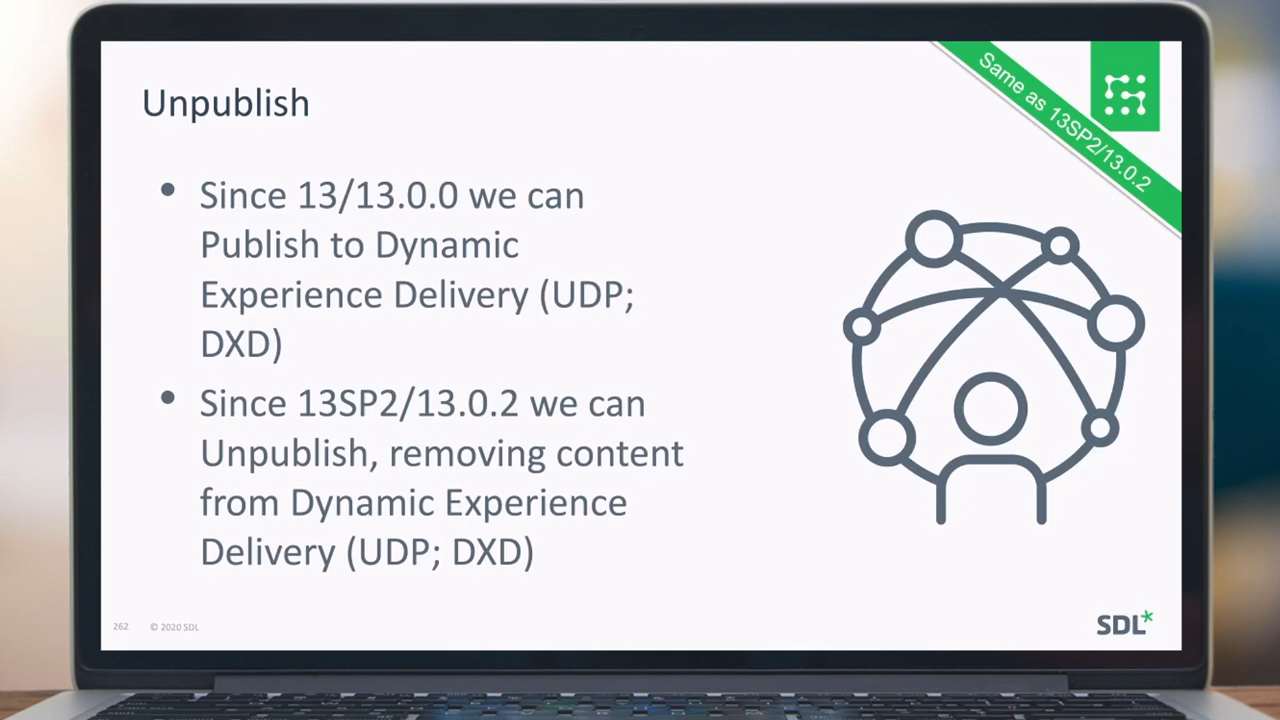 Unpublish
Same as 13SP2/13.0.2
• Since 13/13.0.0 we can
Publish to Dynamic
Experience Delivery (UDP;
DXD)
• Since 13SP2/13.0.2 we can
Unpublish, removing content
from Dynamic Experience
Delivery (UDP; DXD)
262 © 2020 SDL
SDL*